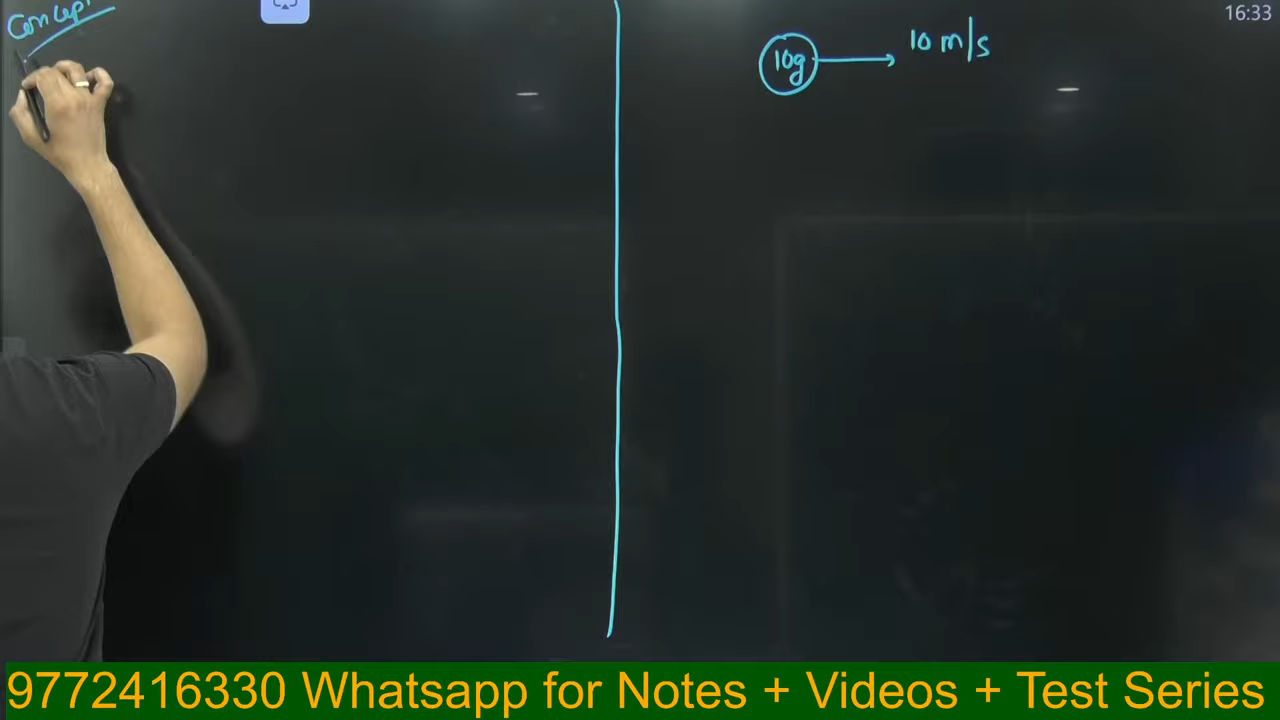 Concept
16:33
10g
10 m/s
9772416330 Whatsapp for Notes + Videos + Test Series